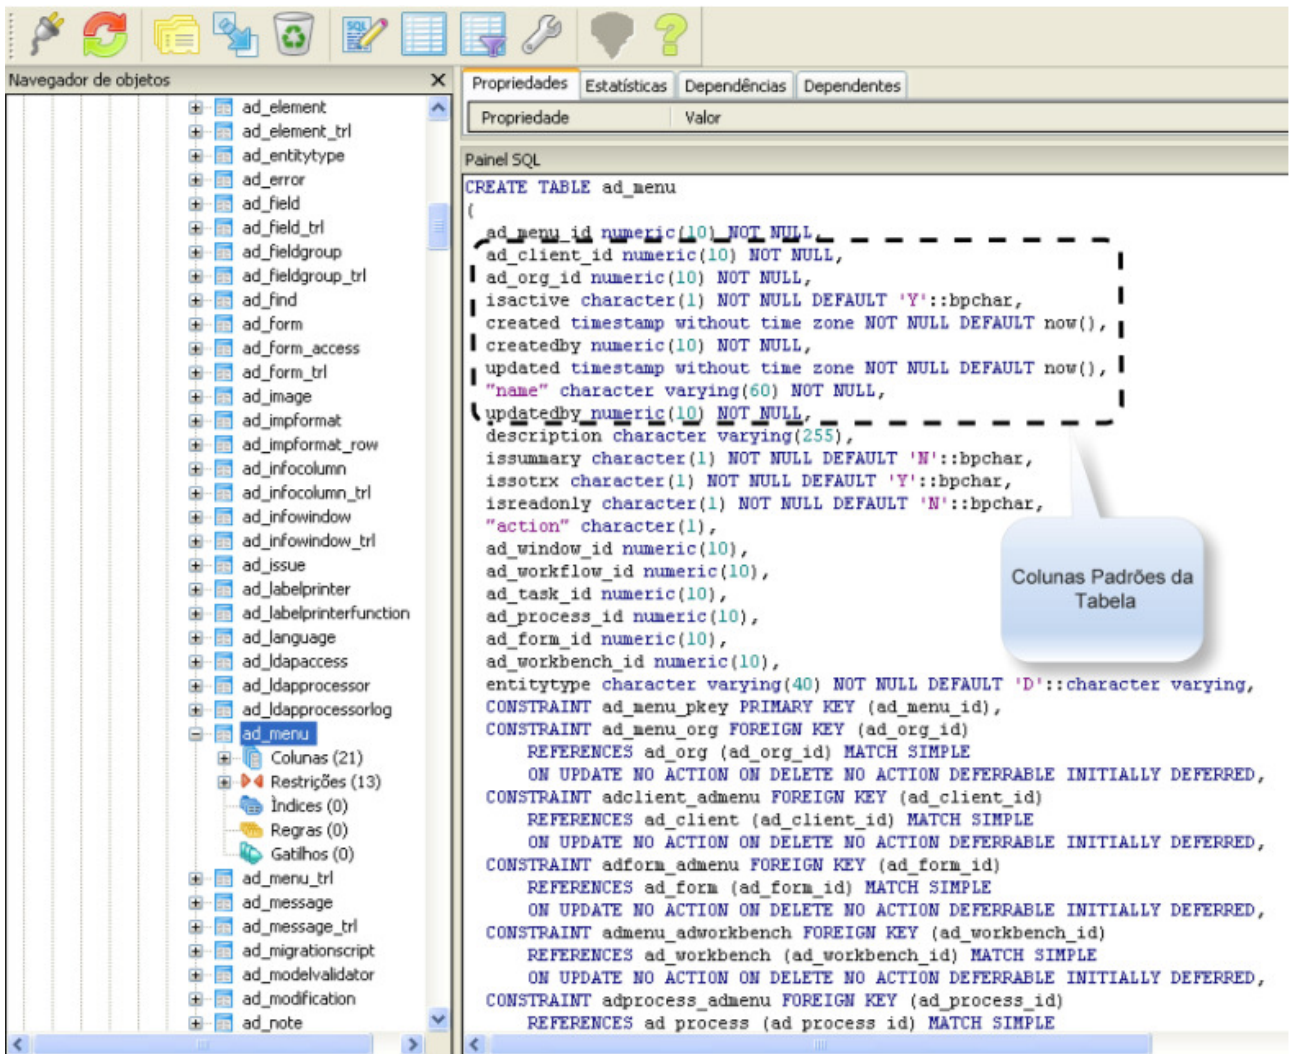 SQL
Navegador de objetos
ad_element
ad_element_trl
ad_entitytype
ad_error
ad_field
ad_field_trl
ad_fieldgroup
ad_fieldgroup_trl
ad_find
ad_form
ad_form_access
ad_form_trl
ad_image
ad_impformat
ad_impformat_row
ad_infocolumn
ad_infocolumn_trl
ad_infowindow
ad_infowindow_trl
ad_issue
ad_labelprinter
ad_labelprinterfunction
ad_language
ad_ldapaccess
ad_ldapprocessor
ad_ldapprocessorlog
ad_menu
Colunas (21)
Restrições (13)
Ìndices (0)
Regras (0)
Gatilhos (0)
ad_menu_trl
ad_message
ad_message_trl
ad_migrationscript
ad_modelvalidator
ad_modification
ad_note
Propriedades Estatísticas Dependências Dependentes
Propriedade Valor
Painel SQL
CREATE TABLE ad_menu
(
ad_menu_id numeric(10) NOT NULL,
ad_client_id numeric(10) NOT NULL,
ad_org_id numeric(10) NOT NULL,
isactive character(1) NOT NULL DEFAULT 'Y'::bpchar,
created timestamp without time zone NOT NULL DEFAULT now(),
createdby numeric(10) NOT NULL,
updated timestamp without time zone NOT NULL DEFAULT now(),
"name" character varying(60) NOT NULL,
updatedby numeric(10) NOT NULL,
description character varying(255),
issummary character(1) NOT NULL DEFAULT 'N'::bpchar,
issotrx character(1) NOT NULL DEFAULT 'Y'::bpchar,
isreadonly character(1) NOT NULL DEFAULT 'N'::bpchar,
"action" character(1),
ad_window_id numeric(10),
ad_workflow_id numeric(10),
ad_task_id numeric(10),
ad_process_id numeric(10),
ad_form_id numeric(10),
ad_workbench_id numeric(10),
entitytype character varying(40) NOT NULL DEFAULT 'D'::character varying,
CONSTRAINT ad_menu_pkey PRIMARY KEY (ad_menu_id),
CONSTRAINT ad_menu_org FOREIGN KEY (ad_org_id)
REFERENCES ad_org (ad_org_id) MATCH SIMPLE
ON UPDATE NO ACTION ON DELETE NO ACTION DEFERRABLE INITIALLY DEFERRED,
CONSTRAINT adclient_admenu FOREIGN KEY (ad_client_id)
REFERENCES ad_client (ad_client_id) MATCH SIMPLE
ON UPDATE NO ACTION ON DELETE NO ACTION DEFERRABLE INITIALLY DEFERRED,
CONSTRAINT adform_admenu FOREIGN KEY (ad_form_id)
REFERENCES ad_form (ad_form_id) MATCH SIMPLE
ON UPDATE NO ACTION ON DELETE NO ACTION DEFERRABLE INITIALLY DEFERRED,
CONSTRAINT admenu_adworkbench FOREIGN KEY (ad_workbench_id)
REFERENCES ad_workbench (ad_workbench_id) MATCH SIMPLE
ON UPDATE NO ACTION ON DELETE NO ACTION DEFERRABLE INITIALLY DEFERRED,
CONSTRAINT adprocess_admenu FOREIGN KEY (ad_process_id)
REFERENCES ad_process (ad_process_id) MATCH SIMPLE
Colunas Padrões da
Tabela